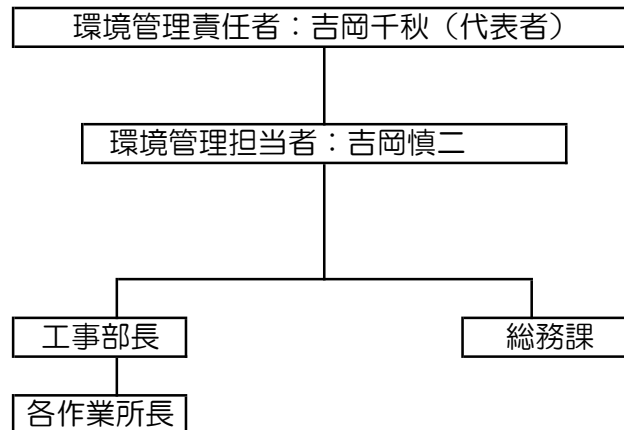 環境管理責任者：吉岡千秋（代表者）
環境管理担当者：吉岡慎二
工事部長
総務課
各作業所長